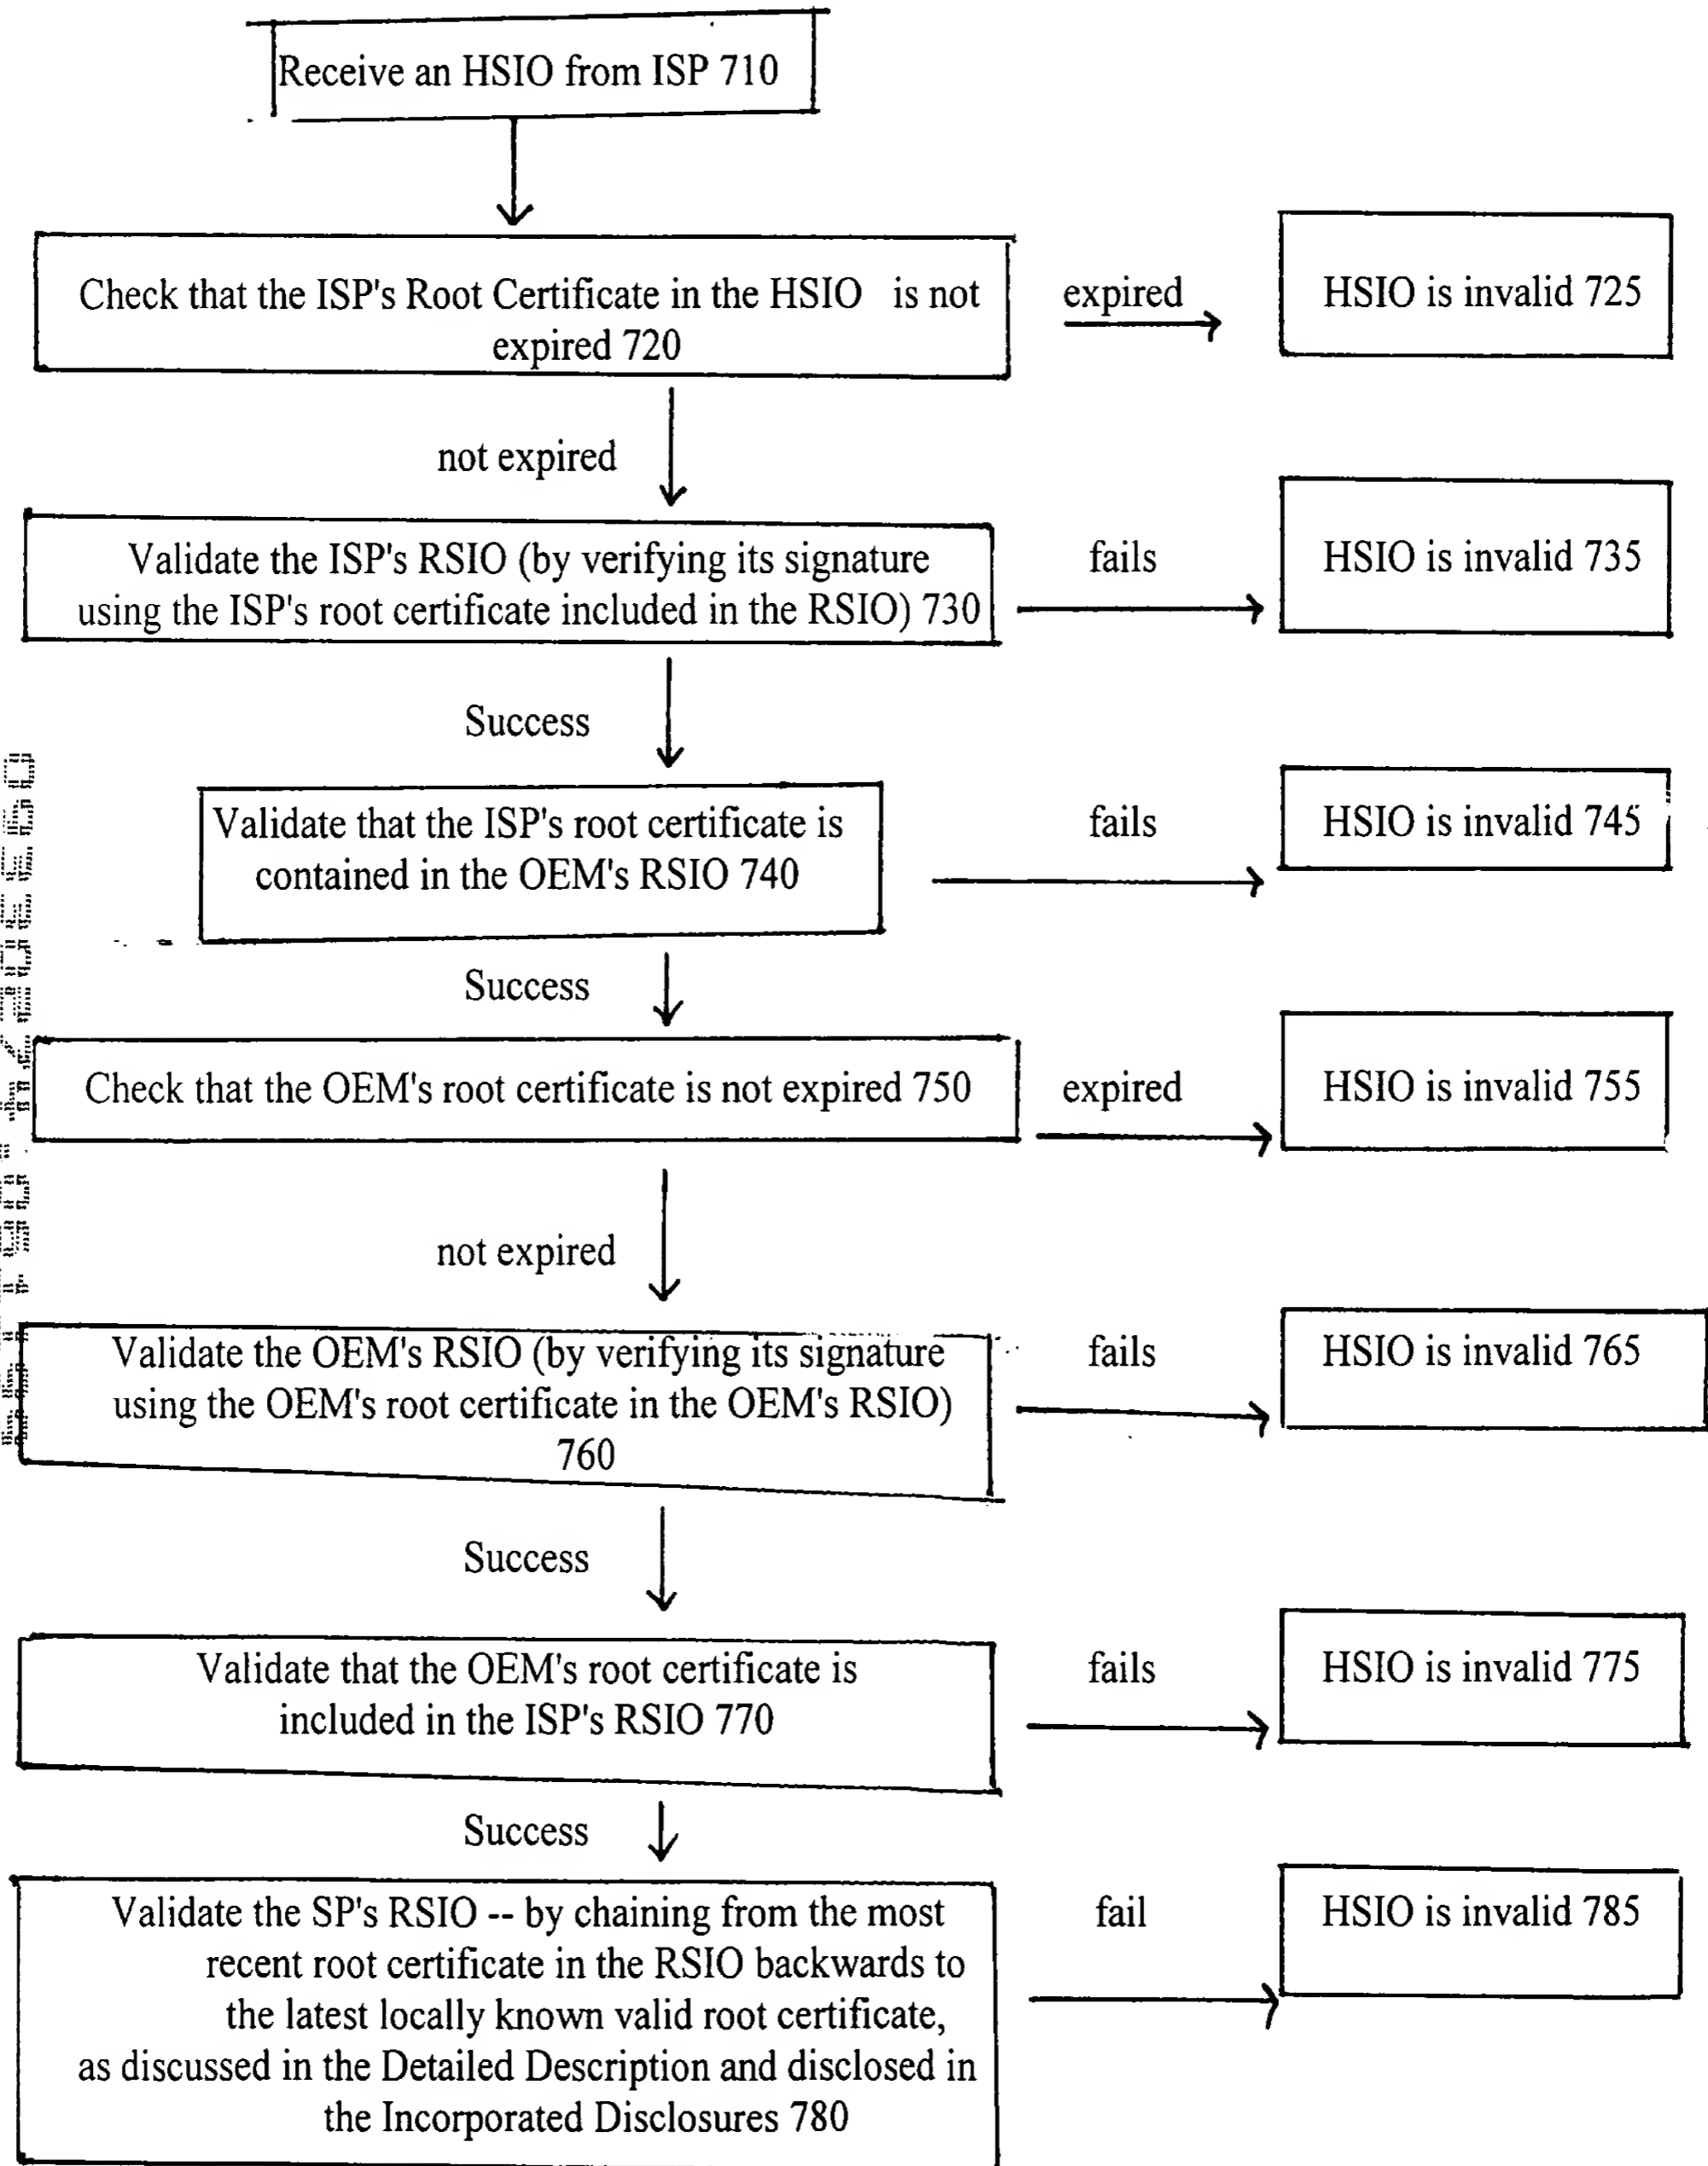 Receive an HSIO from ISP 710
Check that the ISP's Root Certificate in the HSIO is not
expired 720
expired
HSIO is invalid 725
not expired
Validate the ISP's RSIO (by verifying its signature
using the ISP's root certificate included in the RSIO) 730
fails
HSIO is invalid 735
Success
Validate that the ISP's root certificate is
contained in the OEM's RSIO 740
fails
HSIO is invalid 745
Success
Check that the OEM's root certificate is not expired 750
expired
HSIO is invalid 755
not expired
Validate the OEM's RSIO (by verifying its signature
using the OEM's root certificate in the OEM's RSIO)
760
fails
HSIO is invalid 765
Success
Validate that the OEM's root certificate is
included in the ISP's RSIO 770
fails
HSIO is invalid 775
Success
Validate the SP's RSIO -- by chaining from the most
recent root certificate in the RSIO backwards to
the latest locally known valid root certificate,
as discussed in the Detailed Description and disclosed in
the Incorporated Disclosures 780
fail
HSIO is invalid 785